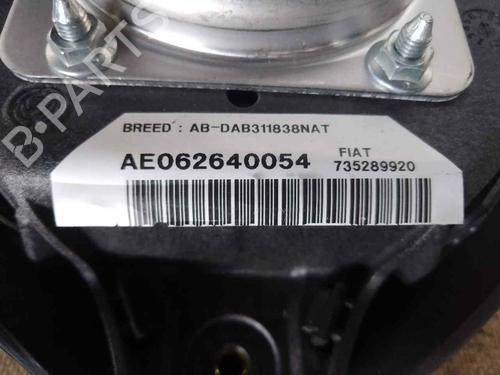 B-PARTS
BREED : AB-DAB311838NAT
AE062640054 FIAT 735289920